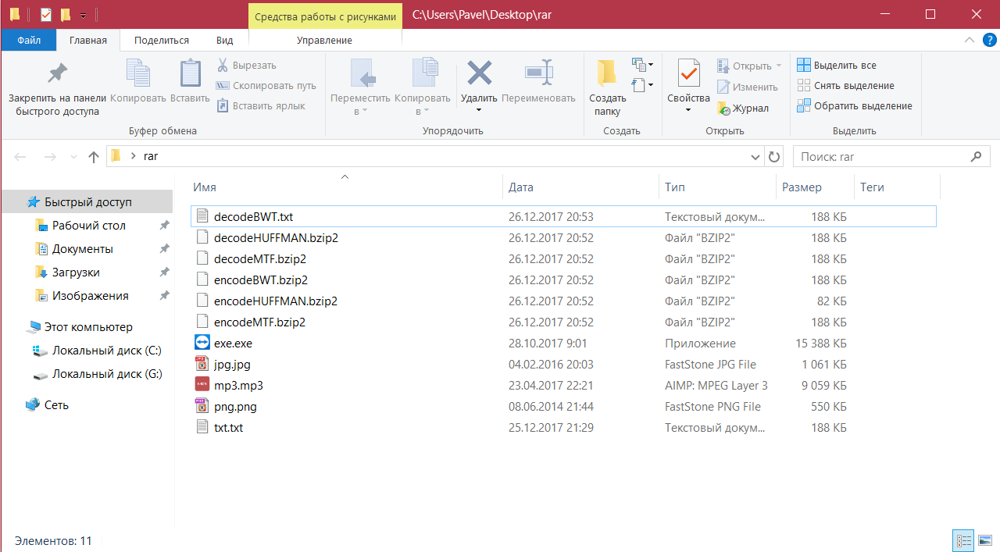 Средства работы с рисунками
C:\Users\Pavel\Desktop\rar
Файл
Главная
Поделиться
Вид
Управление
?
Закрепить на панели
быстрого доступа
Копировать
Вставить
Вырезать
Скопировать путь
Вставить ярлык
Буфер обмена
Переместить
в
Копировать
в
Удалить
Переименовать
Упорядочить
Создать
папку
Создать
Свойства
Открыть
Изменить
Журнал
Открыть
Выделить все
Снять выделение
Обратить выделение
Выделить
rar
Поиск: rar
Быстрый доступ
Рабочий стол
Документы
Загрузки
Изображения
Этот компьютер
Локальный диск (C:)
Локальный диск (G:)
Сеть
Имя Дата Тип Размер Теги
decodeBWT.txt 26.12.2017 20:53 Текстовый докум... 188 КБ
decodeHUFFMAN.bzip2 26.12.2017 20:52 Файл "BZIP2" 188 КБ
decodeMTF.bzip2 26.12.2017 20:52 Файл "BZIP2" 188 КБ
encodeBWT.bzip2 26.12.2017 20:52 Файл "BZIP2" 188 КБ
encodeHUFFMAN.bzip2 26.12.2017 20:52 Файл "BZIP2" 82 КБ
encodeMTF.bzip2 26.12.2017 20:52 Файл "BZIP2" 188 КБ
exe.exe 28.10.2017 9:01 Приложение 15 388 КБ
jpg.jpg 04.02.2016 20:03 FastStone JPG File 1 061 КБ
mp3.mp3 23.04.2017 22:21 AIMP: MPEG Layer 3 9 059 КБ
png.png 08.06.2014 21:44 FastStone PNG File 550 КБ
txt.txt 25.12.2017 21:29 Текстовый докум... 188 КБ
Элементов: 11